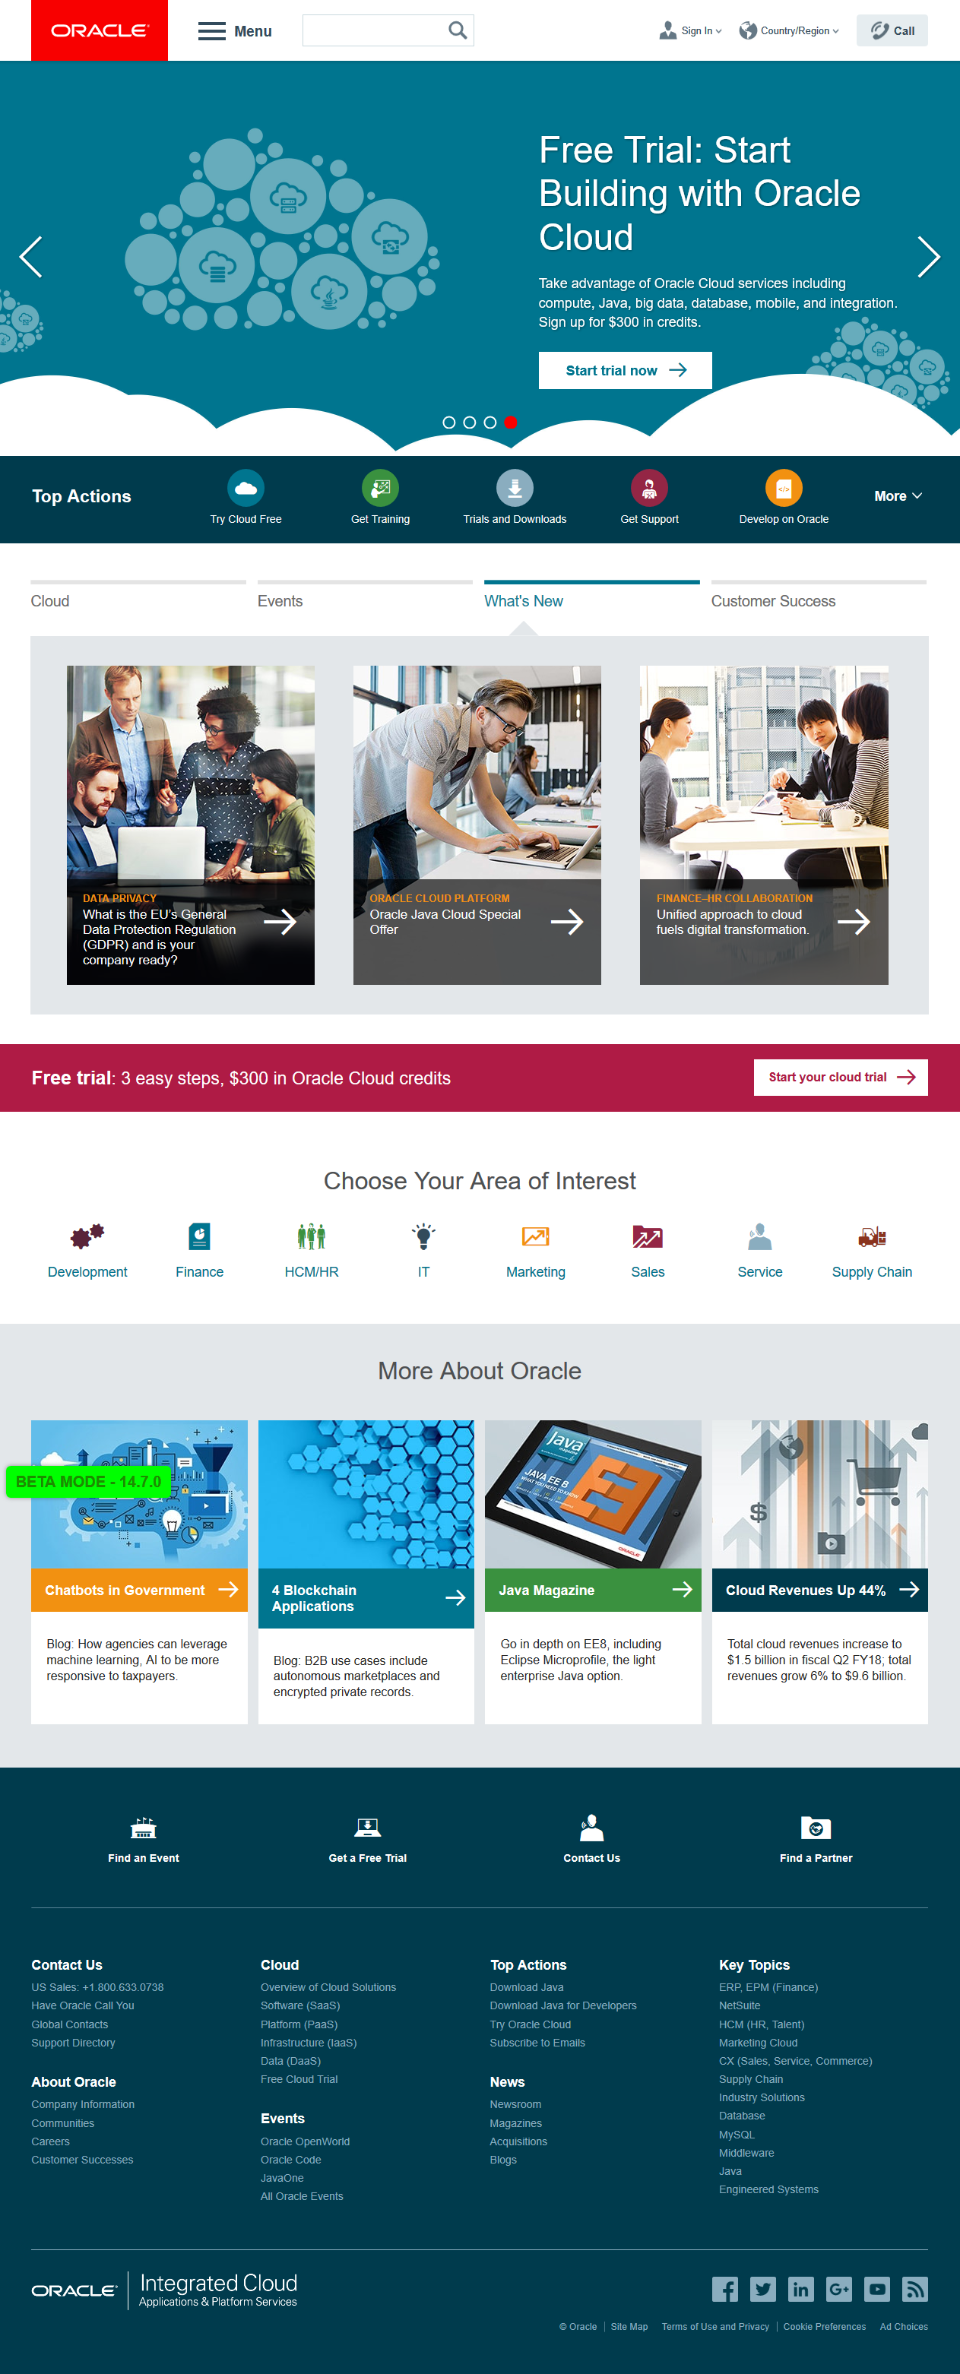 ORACLE
Menu
Sign In
Country/Region
Call
Free Trial: Start
Building with Oracle
Cloud
Take advantage of Oracle Cloud services including
compute, Java, big data, database, mobile, and integration.
Sign up for $300 in credits.
Start trial now
Top Actions
Try Cloud Free
Get Training
Trials and Downloads
Get Support
Develop on Oracle
More
Cloud
Events
What's New
Customer Success
DATA PRIVACY
What is the EU's General
Data Protection Regulation
(GDPR) and is your
company ready?
ORACLE CLOUD PLATFORM
Oracle Java Cloud Special
Offer
FINANCE–HR COLLABORATION
Unified approach to cloud
fuels digital transformation.
Free trial: 3 easy steps, $300 in Oracle Cloud credits
Start your cloud trial
Choose Your Area of Interest
Development
Finance
HCM/HR
IT
Marketing
Sales
Service
Supply Chain
More About Oracle
BETA MODE - 14.7.0
Java
JAVA EE 8
WHAT YOU NEED TO KNOW
ORACLE
$
Chatbots in Government
Blog: How agencies can leverage
machine learning, AI to be more
responsive to taxpayers.
4 Blockchain
Applications
Blog: B2B use cases include
autonomous marketplaces and
encrypted private records.
Java Magazine
Go in depth on EE8, including
Eclipse Microprofile, the light
enterprise Java option.
Cloud Revenues Up 44%
Total cloud revenues increase to
$1.5 billion in fiscal Q2 FY18; total
revenues grow 6% to $9.6 billion.
Find an Event
Get a Free Trial
Contact Us
Find a Partner
Contact Us
US Sales: +1.800.633.0738
Have Oracle Call You
Global Contacts
Support Directory
About Oracle
Company Information
Communities
Careers
Customer Successes
Cloud
Overview of Cloud Solutions
Software (SaaS)
Platform (PaaS)
Infrastructure (IaaS)
Data (DaaS)
Free Cloud Trial
Events
Oracle OpenWorld
Oracle Code
JavaOne
All Oracle Events
Top Actions
Download Java
Download Java for Developers
Try Oracle Cloud
Subscribe to Emails
News
Newsroom
Magazines
Acquisitions
Blogs
Key Topics
ERP, EPM (Finance)
NetSuite
HCM (HR, Talent)
Marketing Cloud
CX (Sales, Service, Commerce)
Supply Chain
Industry Solutions
Database
MySQL
Middleware
Java
Engineered Systems
ORACLE
Integrated Cloud
Applications & Platform Services
© Oracle
Site Map
Terms of Use and Privacy
Cookie Preferences
Ad Choices